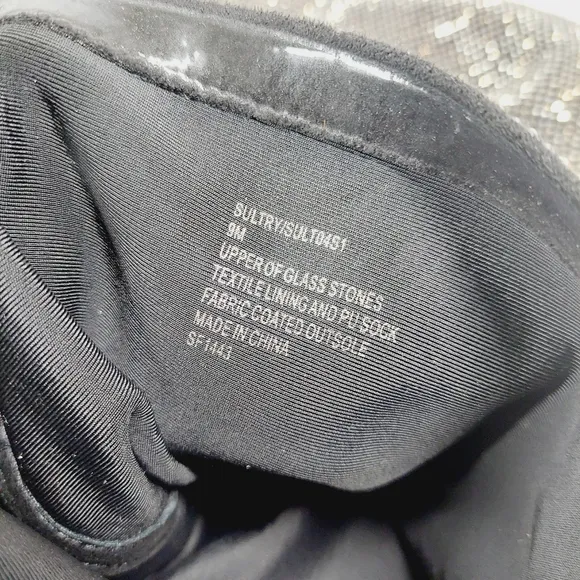 SULTRY/SULT04S1
9M
UPPER OF GLASS STONES
TEXTILE LINING AND PU SOCK
FABRIC COATED OUTSOLE
MADE IN CHINA
SF1443